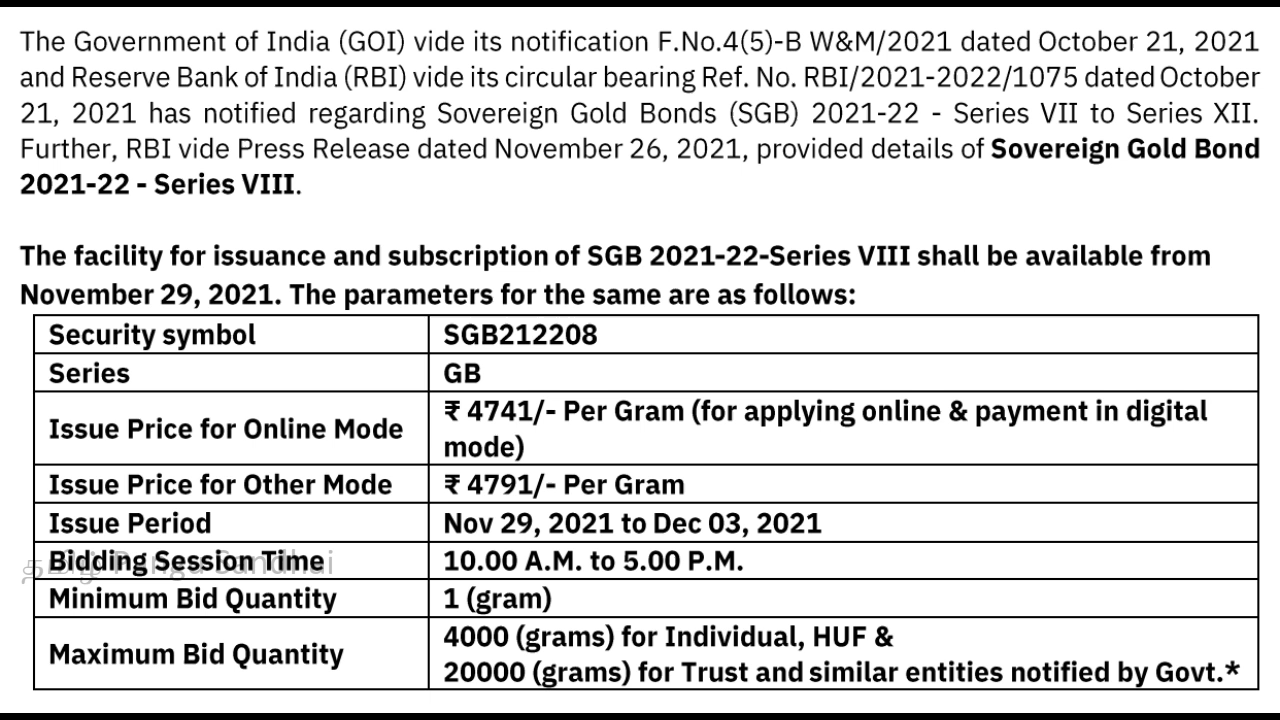 The Government of India (GOI) vide its notification F.No.4(5)-B W&M/2021 dated October 21, 2021
and Reserve Bank of India (RBI) vide its circular bearing Ref. No. RBI/2021-2022/1075 dated October
21, 2021 has notified regarding Sovereign Gold Bonds (SGB) 2021-22 - Series VII to Series XII.
Further, RBI vide Press Release dated November 26, 2021, provided details of Sovereign Gold Bond
2021-22 - Series VIII.
The facility for issuance and subscription of SGB 2021-22-Series VIII shall be available from
November 29, 2021. The parameters for the same are as follows:
Security symbol SGB212208
Series GB
Issue Price for Online Mode ₹ 4741/- Per Gram (for applying online & payment in digital
mode)
Issue Price for Other Mode ₹ 4791/- Per Gram
Issue Period Nov 29, 2021 to Dec 03, 2021
Bidding Session Time 10.00 A.M. to 5.00 P.M.
Minimum Bid Quantity 1 (gram)
Maximum Bid Quantity 4000 (grams) for Individual, HUF &
20000 (grams) for Trust and similar entities notified by Govt.*